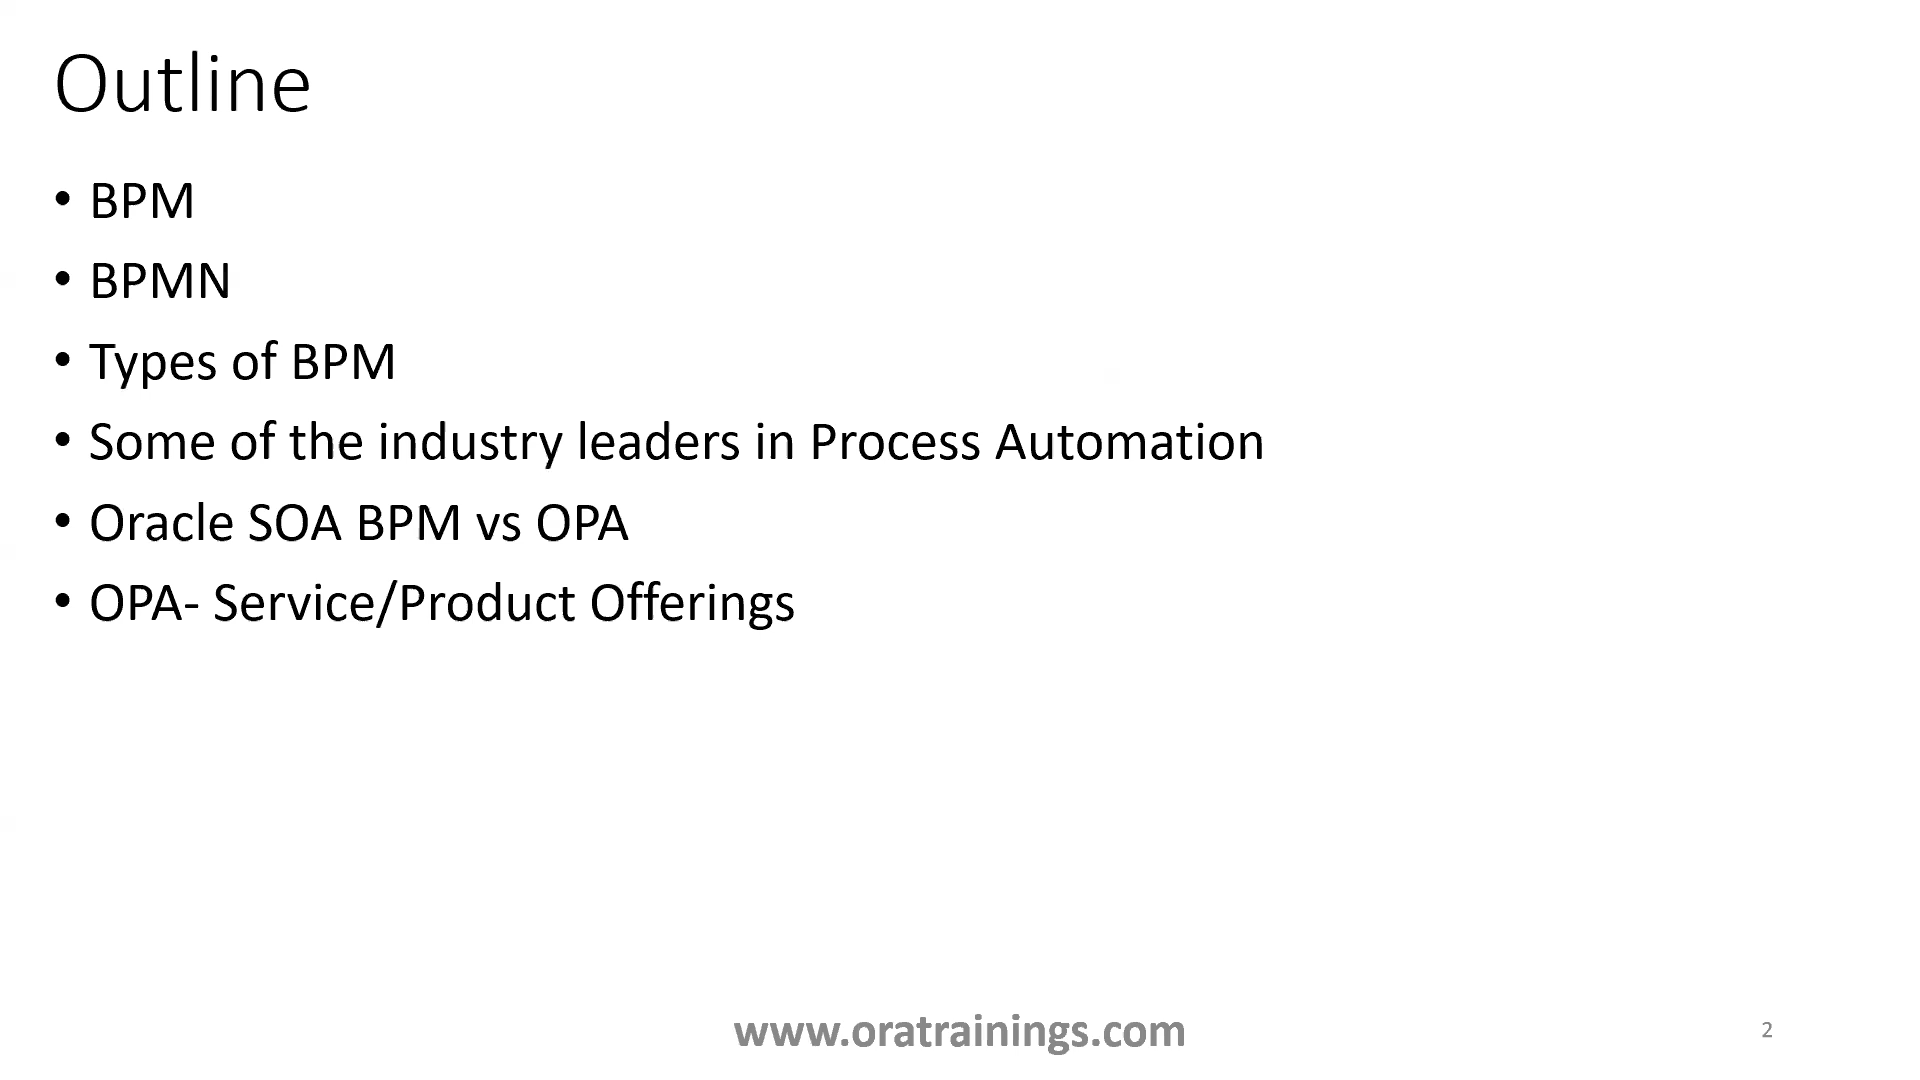 Outline
• BPM
• BPMN
• Types of BPM
• Some of the industry leaders in Process Automation
• Oracle SOA BPM vs OPA
• OPA- Service/Product Offerings
www.oratrainings.com
2